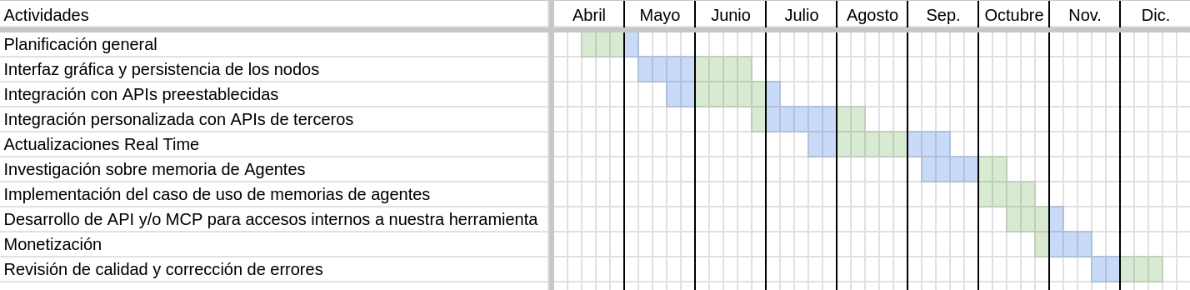 Actividades Abril Mayo Junio Julio Agosto Sep. Octubre Nov. Dic.
Planificación general
Interfaz gráfica y persistencia de los nodos
Integración con APIs preestablecidas
Integración personalizada con APIs de terceros
Actualizaciones Real Time
Investigación sobre memoria de Agentes
Implementación del caso de uso de memorias de agentes
Desarrollo de API y/o MCP para accesos internos a nuestra herramienta
Monetización
Revisión de calidad y corrección de errores